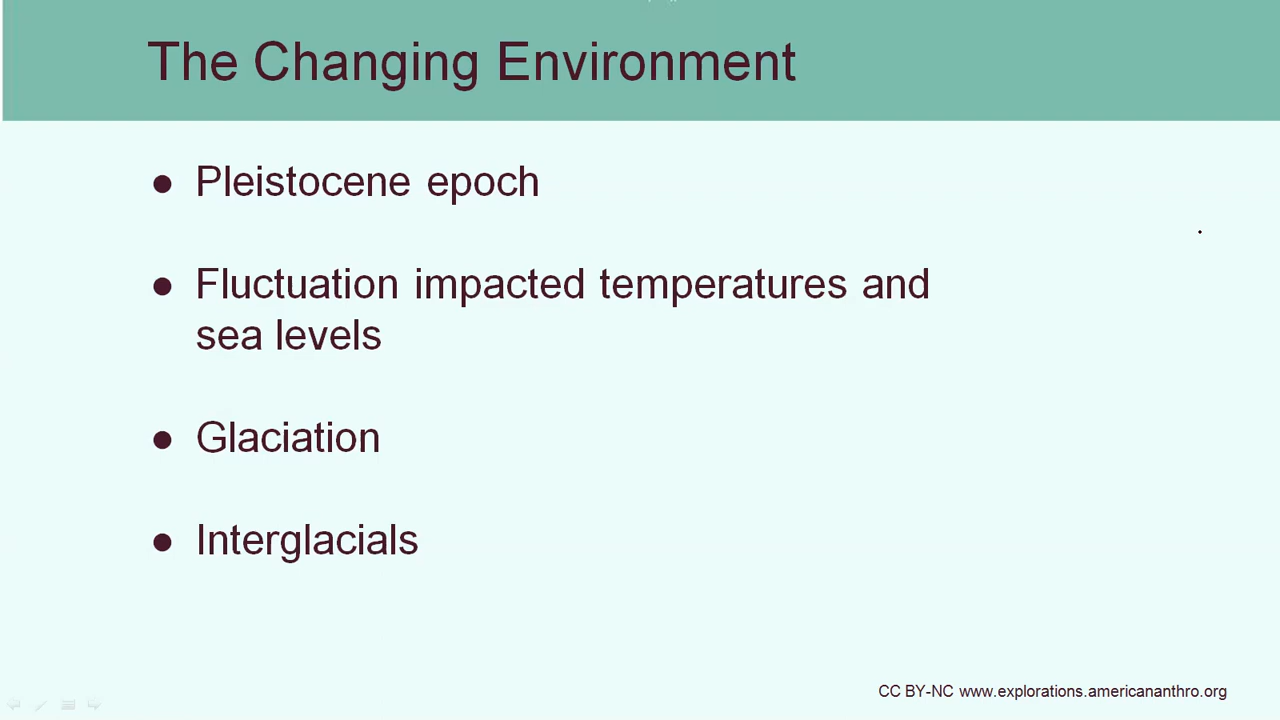 The Changing Environment
● Pleistocene epoch
● Fluctuation impacted temperatures and
sea levels
● Glaciation
● Interglacials
CC BY-NC www.explorations.americananthro.org